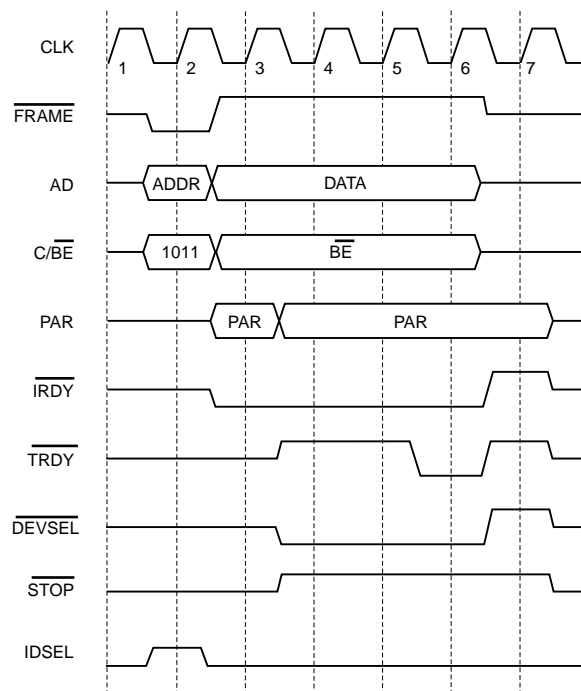 CLK
1 2 3 4 5 6 7
FRAME
AD ADDR DATA
C/BE 1011 BE
PAR PAR PAR
IRDY
TRDY
DEVSEL
STOP
IDSEL